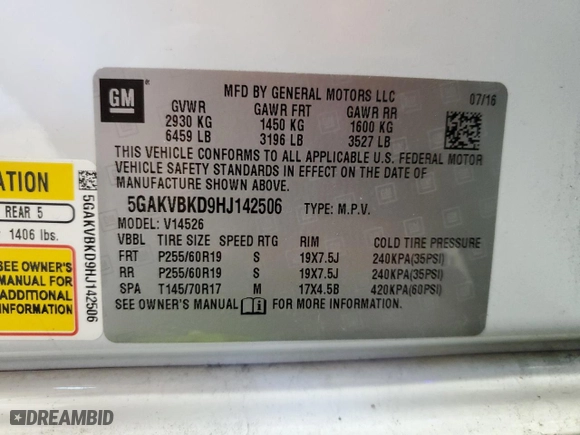 GM
MFD BY GENERAL MOTORS LLC
07/16
GVWR GAWR FRT GAWR RR
2930 KG 1450 KG 1600 KG
6459 LB 3196 LB 3527 LB
THIS VEHICLE CONFORMS TO ALL APPLICABLE U.S. FEDERAL MOTOR
VEHICLE SAFETY STANDARDS IN EFFECT ON THE DATE OF
MANUFACTURE SHOWN ABOVE.
5GAKVBKD9HJ142506 TYPE: M.P.V.
MODEL: V14526
VBBL TIRE SIZE SPEED RTG RIM COLD TIRE PRESSURE
FRT P255/60R19 S 19X7.5J 240KPA(35PSI)
RR P255/60R19 S 19X7.5J 240KPA(35PSI)
SPA T145/70R17 M 17X4.5B 420KPA(60PSI)
SEE OWNER'S MANUAL FOR MORE INFORMATION.
ATION
REAR 5
1406 lbs.
SEE OWNER'S
MANUAL FOR
ADDITIONAL
INFORMATION
5GAKVBKD9HJ142506
DREAMBID